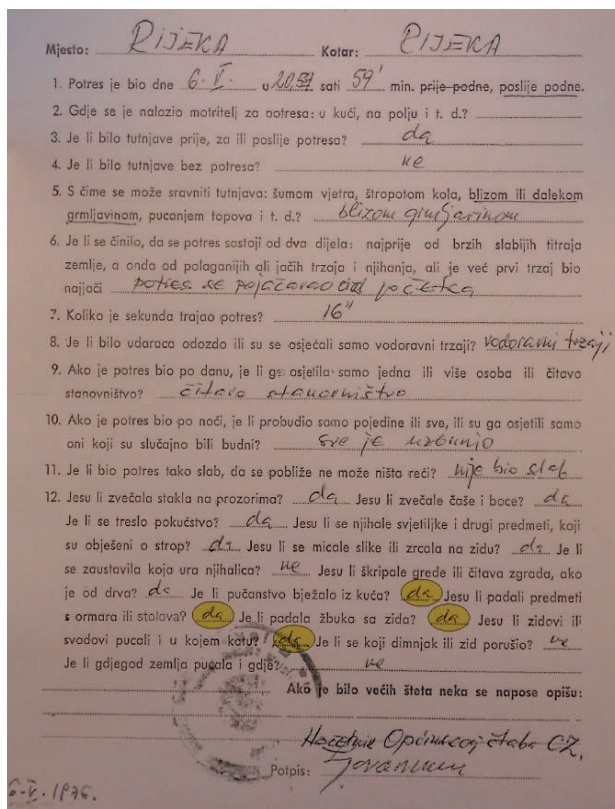 Mjesto: RIJEKA Kotar: RIJEKA
1. Potres je bio dne 6. V. u 20,59 sati 59' min. prije podne, poslije podne.
2. Gdje se je nalazio motritelj za potresa: u kući, na polju i t. d.?
3. Je li bilo tutnjave prije, za ili poslije potresa? da
4. Je li bilo tutnjave bez potresa? ne
5. S čime se može sravniti tutnjava: šumom vjetra, štropotom kola, blizom ili dalekom
grmljavinom, pucanjem topova i t. d.? blizom grmljavinom
6. Je li se činilo, da se potres sastoji od dva dijela: najprije od brzih slabijih titraja
zemlje, a onda od polaganijih ali jačih trzaja i njihanja, ali je već prvi trzaj bio
najjači potres se pojačavao od početka
7. Koliko je sekunda trajao potres? 16"
8. Je li bilo udaraca odozdo ili su se osjećali samo vodoravni trzaji? vodoravni trzaji
9. Ako je potres bio po danu, je li ga osjetila samo jedna ili više osoba ili čitavo
stanovništvo? čitavo stanovništvo
10. Ako je potres bio po noći, je li probudio samo pojedine ili sve, ili su ga osjetili samo
oni koji su slučajno bili budni? sve je uzbunio
11. Je li bio potres tako slab, da se pobliže ne može ništa reći? nije bio slab
12. Jesu li zvečala stakla na prozorima? da Jesu li zvečale čaše i boce? da
Je li se treslo pokućstvo? da Jesu li se njihale svjetiljke i drugi predmeti, koji
su obješeni o strop? da Jesu li se micale slike ili zrcala na zidu? da Je li
se zaustavila koja ura njihalica? ne Jesu li škripale grede ili čitava zgrada, ako
je od drva? da Je li pučanstvo bježalo iz kuća? da Jesu li padali predmeti
s ormara ili stolova? da Je li padala žbuka sa zida? da Jesu li zidovi ili
svodovi pucali i u kojem katu? da Je li se koji dimnjak ili zid porušio? ne
Je li gdjegod zemlja pucala i gdje? ne
Ako je bilo većih šteta neka se napose opišu:
Općinskog štaba CZ.
Potpis:
6-V. 1976.